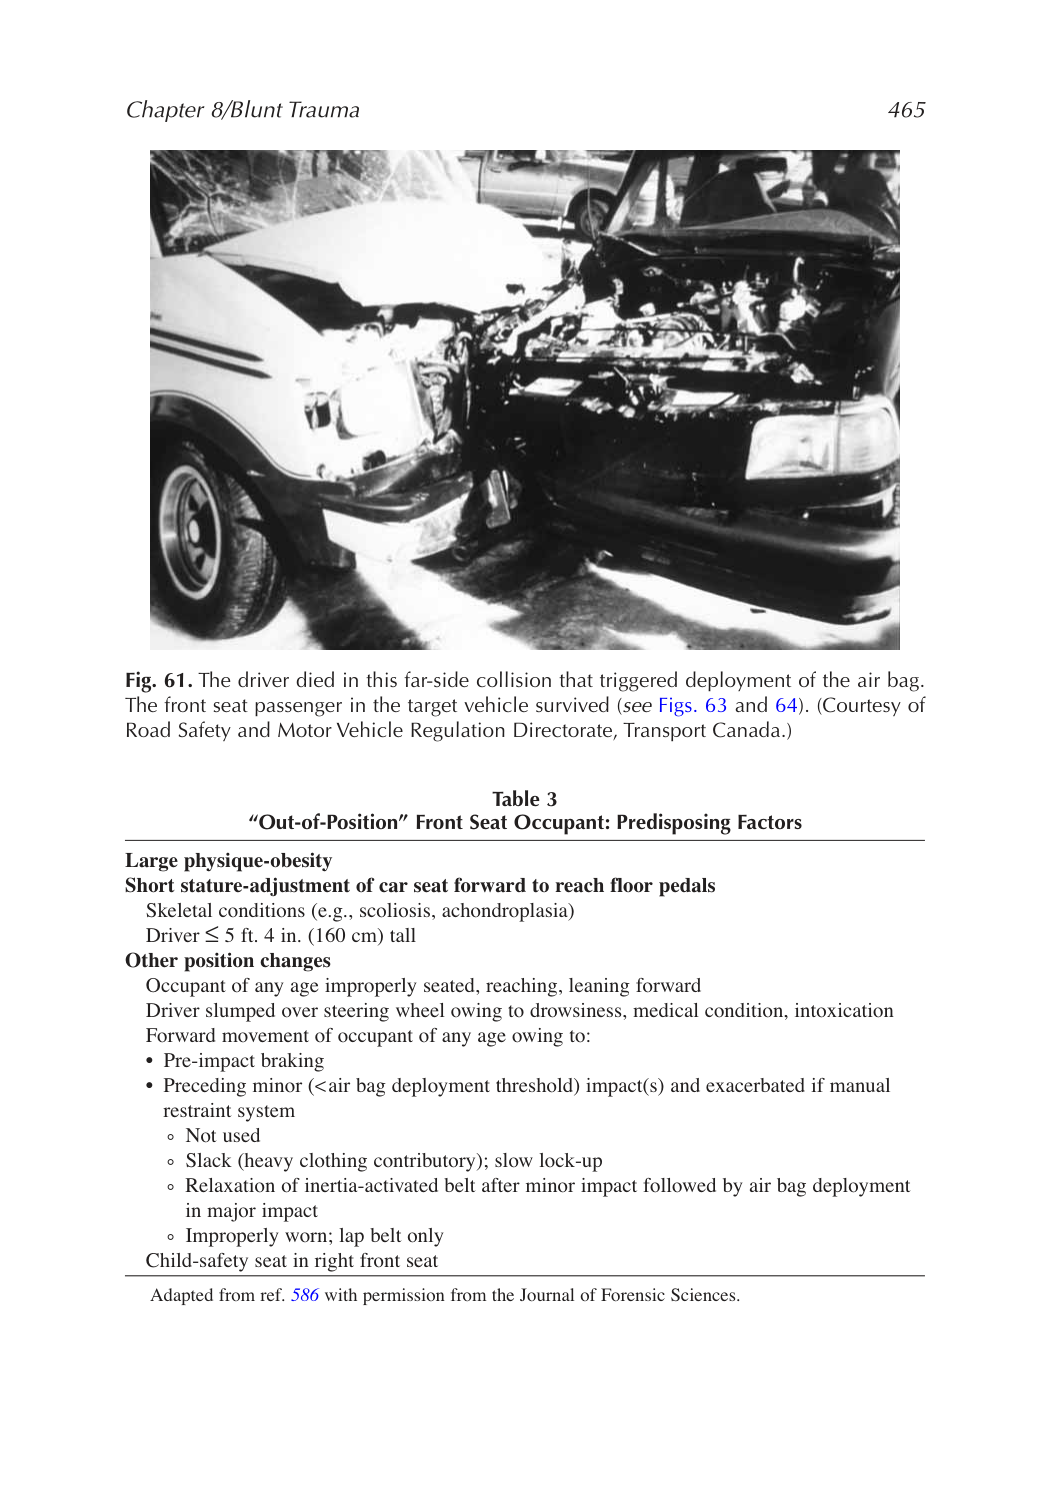 Chapter 8/Blunt Trauma 465
Fig. 61. The driver died in this far-side collision that triggered deployment of the air bag.
The front seat passenger in the target vehicle survived (see Figs. 63 and 64). (Courtesy of
Road Safety and Motor Vehicle Regulation Directorate, Transport Canada.)
Table 3
“Out-of-Position” Front Seat Occupant: Predisposing Factors
Large physique-obesity
Short stature-adjustment of car seat forward to reach floor pedals
Skeletal conditions (e.g., scoliosis, achondroplasia)
Driver ≤ 5 ft. 4 in. (160 cm) tall
Other position changes
Occupant of any age improperly seated, reaching, leaning forward
Driver slumped over steering wheel owing to drowsiness, medical condition, intoxication
Forward movement of occupant of any age owing to:
• Pre-impact braking
• Preceding minor (<air bag deployment threshold) impact(s) and exacerbated if manual
restraint system
◦ Not used
◦ Slack (heavy clothing contributory); slow lock-up
◦ Relaxation of inertia-activated belt after minor impact followed by air bag deployment
in major impact
◦ Improperly worn; lap belt only
Child-safety seat in right front seat
Adapted from ref. 586 with permission from the Journal of Forensic Sciences.